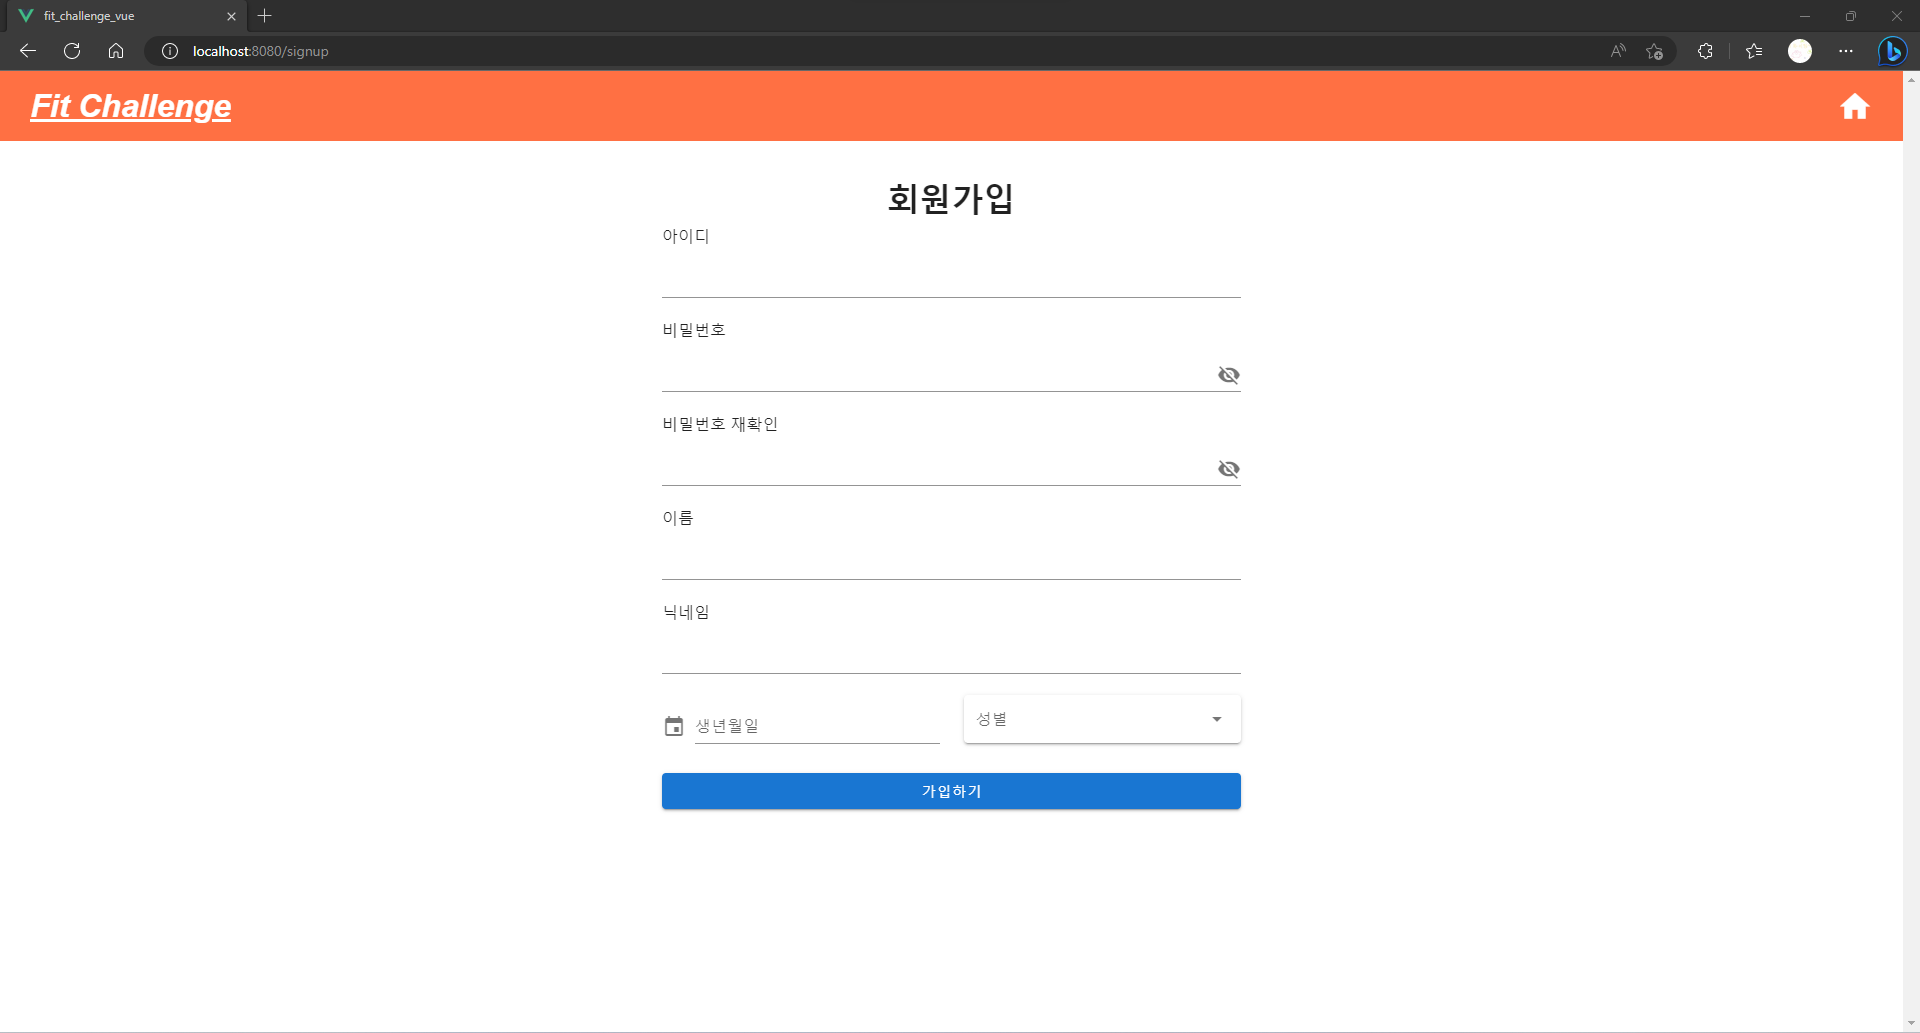 fit_challenge_vue
localhost:8080/signup
Fit Challenge
회원가입
아이디
비밀번호
비밀번호 재확인
이름
닉네임
생년월일
성별
가입하기